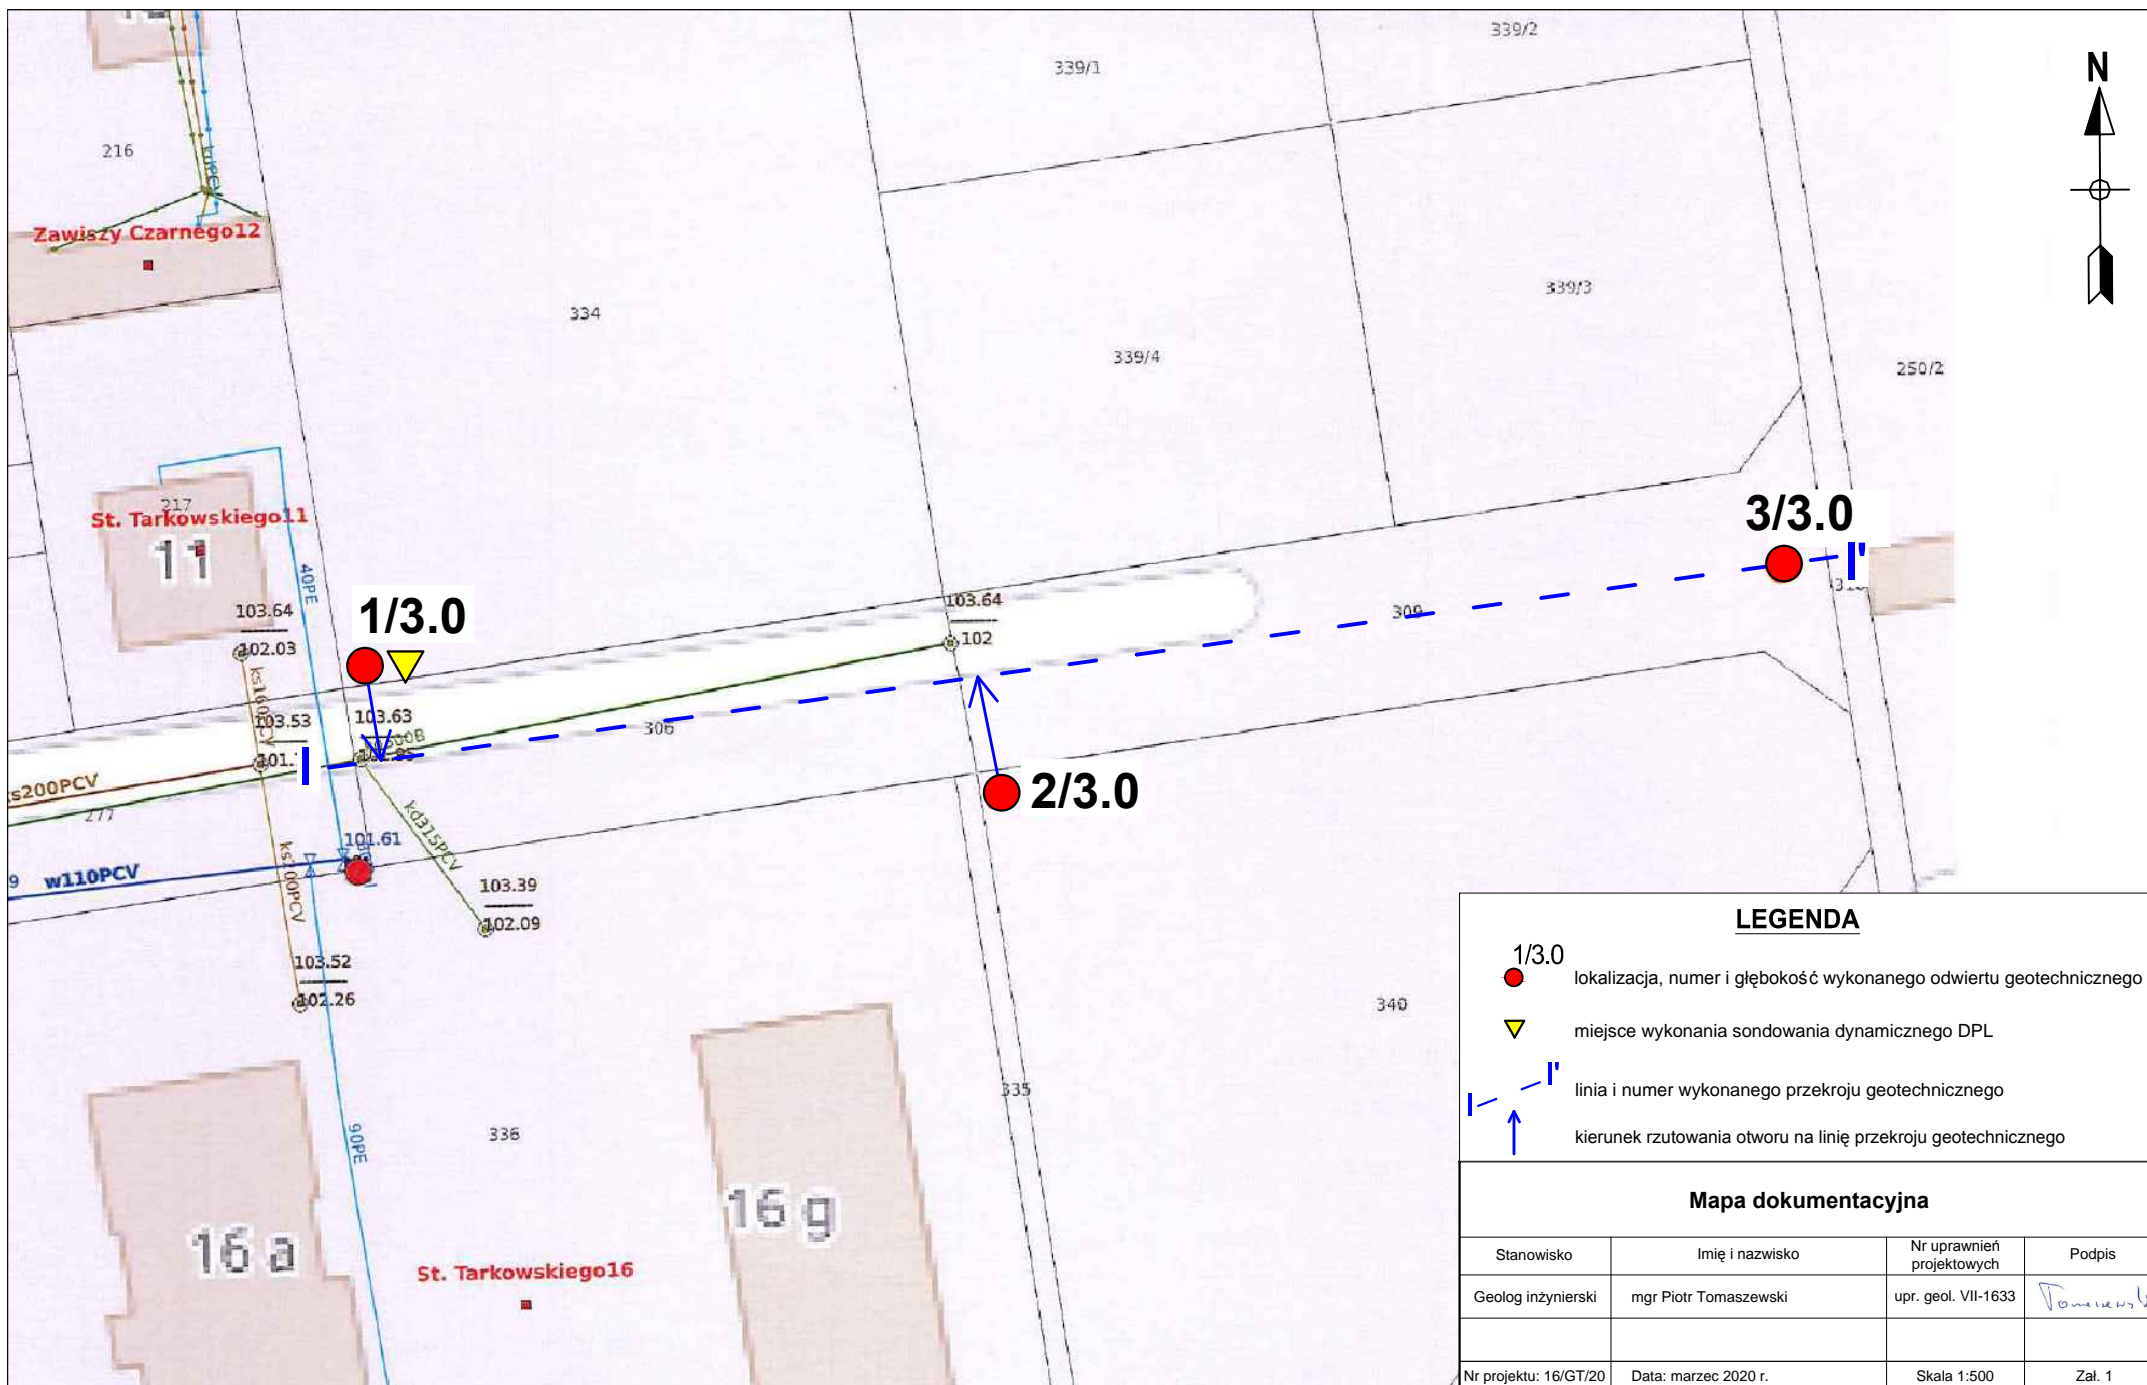 339/2
339/1
N
216
Zawiszy Czarnego12
334
339/3
339/4
250/2
217
St. Tarkowskiego11
11
3/3.0
I'
40PE
103.64
102.03
1/3.0
103.64
102
309
ks160PCV
103.53
103.63
306
I
ks200PCV
277
kd315PCV
2/3.0
101.61
w110PCV
9
ks200PCV
103.39
102.09
103.52
102.26
340
335
336
90PE
16 a
16 g
St. Tarkowskiego16
LEGENDA
1/3.0
lokalizacja, numer i głębokość wykonanego odwiertu geotechnicznego
miejsce wykonania sondowania dynamicznego DPL
I I'
linia i numer wykonanego przekroju geotechnicznego
kierunek rzutowania otworu na linię przekroju geotechnicznego
Mapa dokumentacyjna
Stanowisko Imię i nazwisko Nr uprawnień projektowych Podpis
Geolog inżynierski mgr Piotr Tomaszewski upr. geol. VII-1633
Nr projektu: 16/GT/20 Data: marzec 2020 r. Skala 1:500 Zał. 1